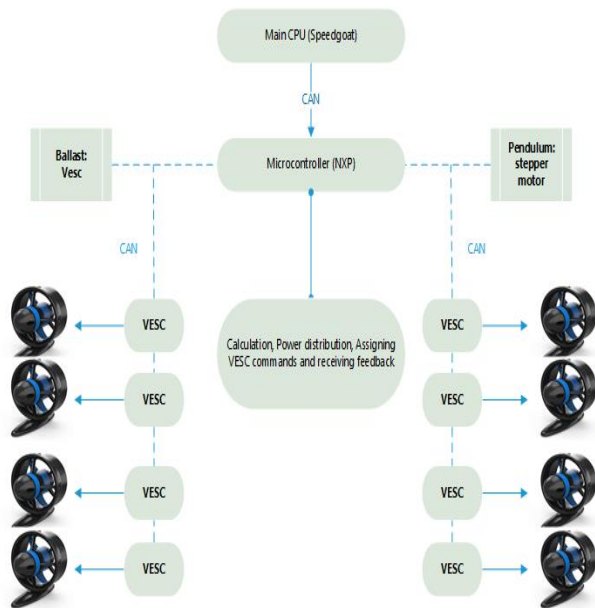 Main CPU (Speedgoat)
CAN
Ballast:
Vesc
Microcontroller (NXP)
Pendulum:
stepper
motor
CAN
CAN
VESC
Calculation, Power distribution, Assigning
VESC commands and receiving feedback
VESC
VESC
VESC
VESC
VESC
VESC
VESC